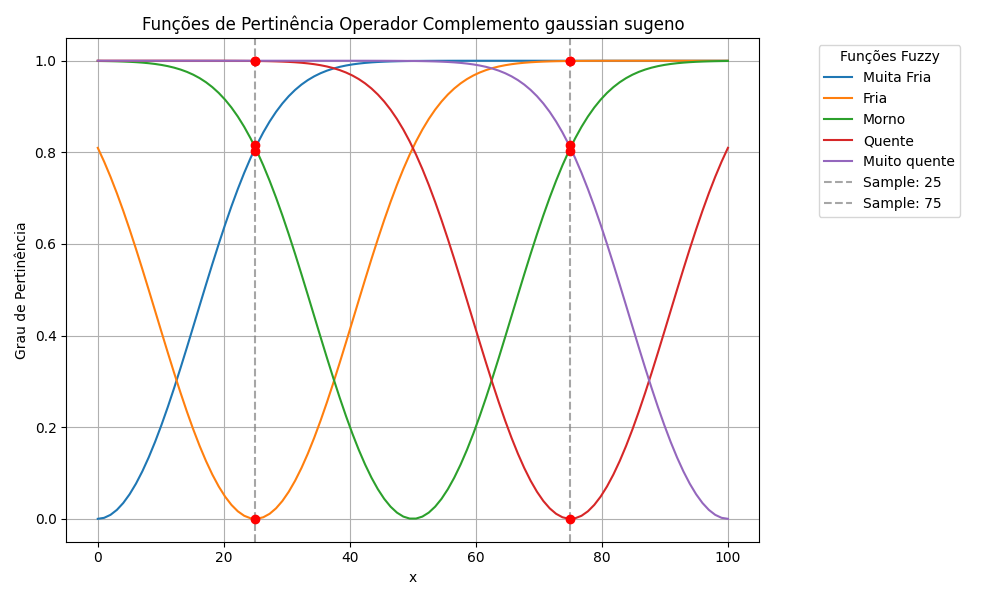 Funções de Pertinência Operador Complemento gaussian sugeno
Grau de Pertinência
1.0
0.8
0.6
0.4
0.2
0.0
0
20
40
60
80
100
x
Funções Fuzzy
Muita Fria
Fria
Morno
Quente
Muito quente
Sample: 25
Sample: 75